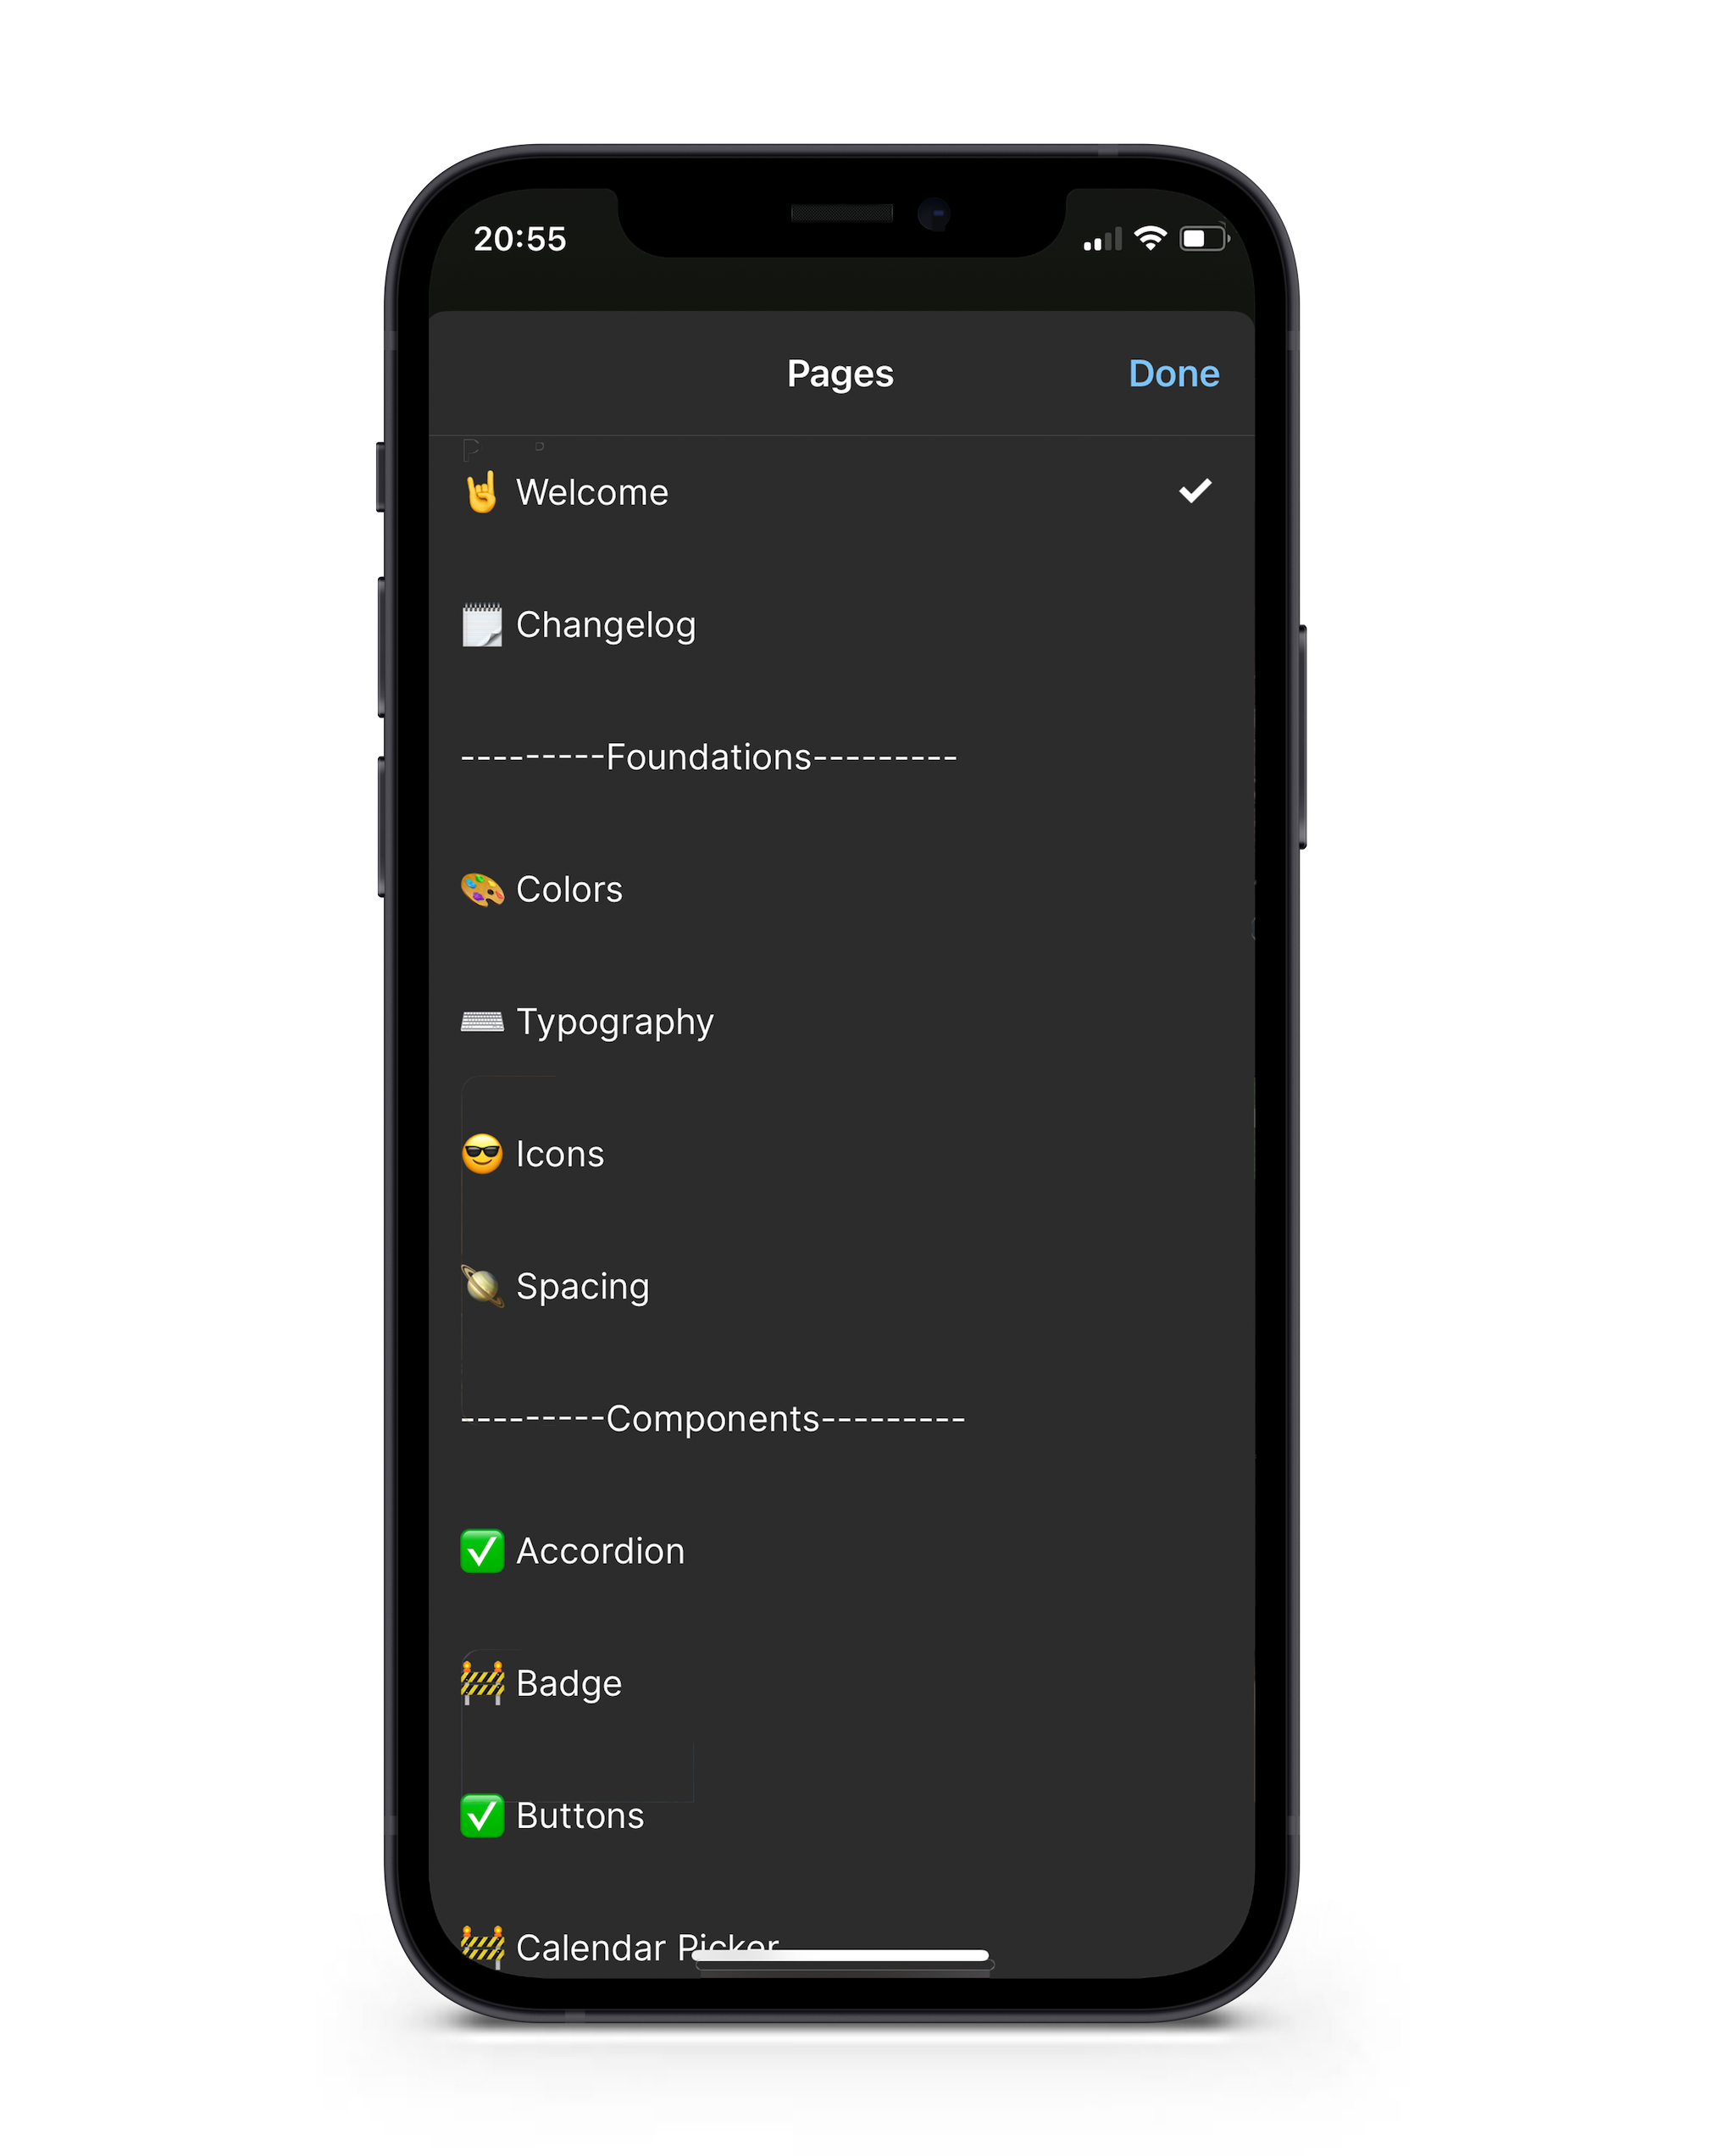 20:55
Pages
Done
🤘 Welcome
🗒️ Changelog
---------Foundations---------
🎨 Colors
⌨️ Typography
😎 Icons
🪐 Spacing
---------Components---------
✅ Accordion
🚧 Badge
✅ Buttons
🚧 Calendar Picker